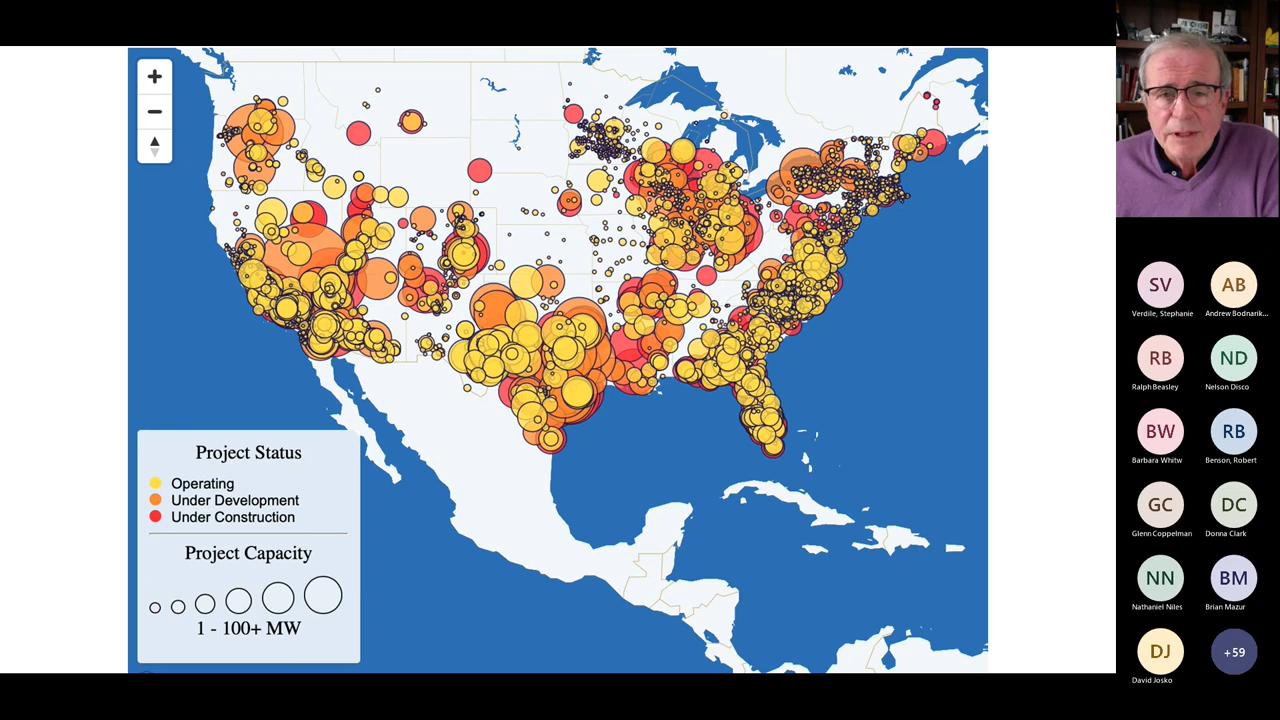 +
−
Project Status
Operating
Under Development
Under Construction
Project Capacity
1 - 100+ MW
SV
AB
Verdile, Stephanie
Andrew Bodnarik...
RB
ND
Ralph Beasley
Nelson Disco
BW
RB
Barbara Whitw
Benson, Robert
GC
DC
Glenn Coppelman
Donna Clark
NN
BM
Nathaniel Niles
Brian Mazur
DJ
+59
David Josko